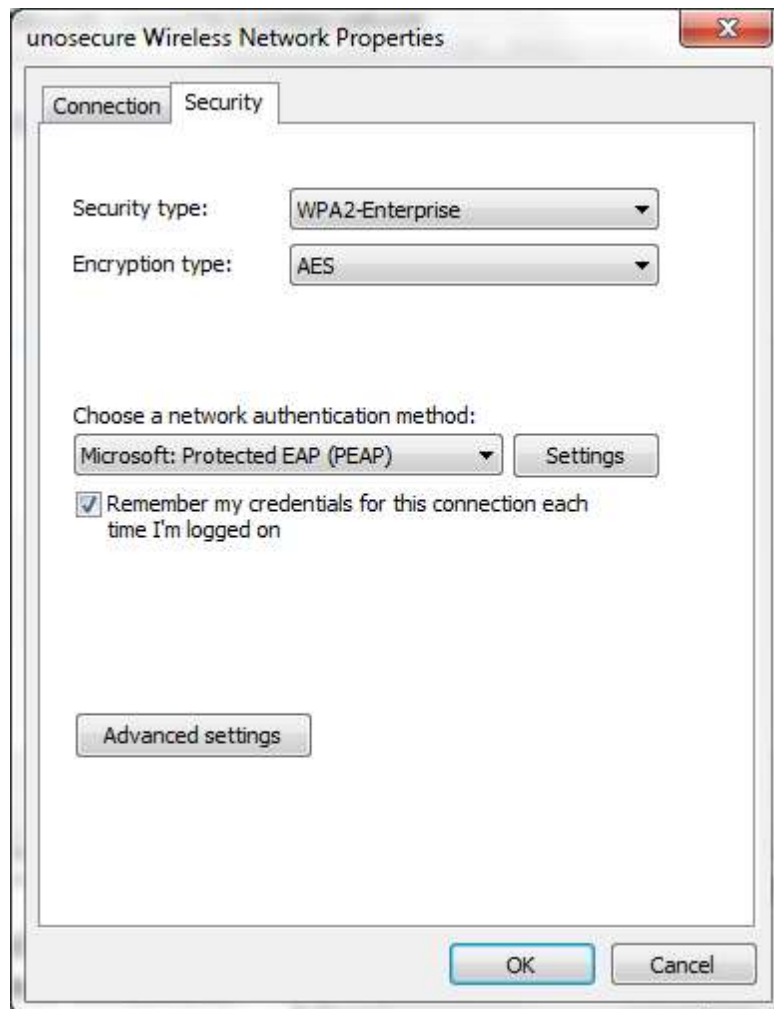 unosecure Wireless Network Properties
Connection
Security
Security type:
WPA2-Enterprise
Encryption type:
AES
Choose a network authentication method:
Microsoft: Protected EAP (PEAP)
Settings
Remember my credentials for this connection each
time I'm logged on
Advanced settings
OK
Cancel